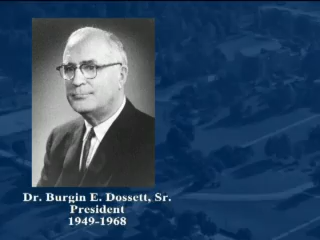 Dr. Burgin E. Dossett, Sr.
President
1949-1968